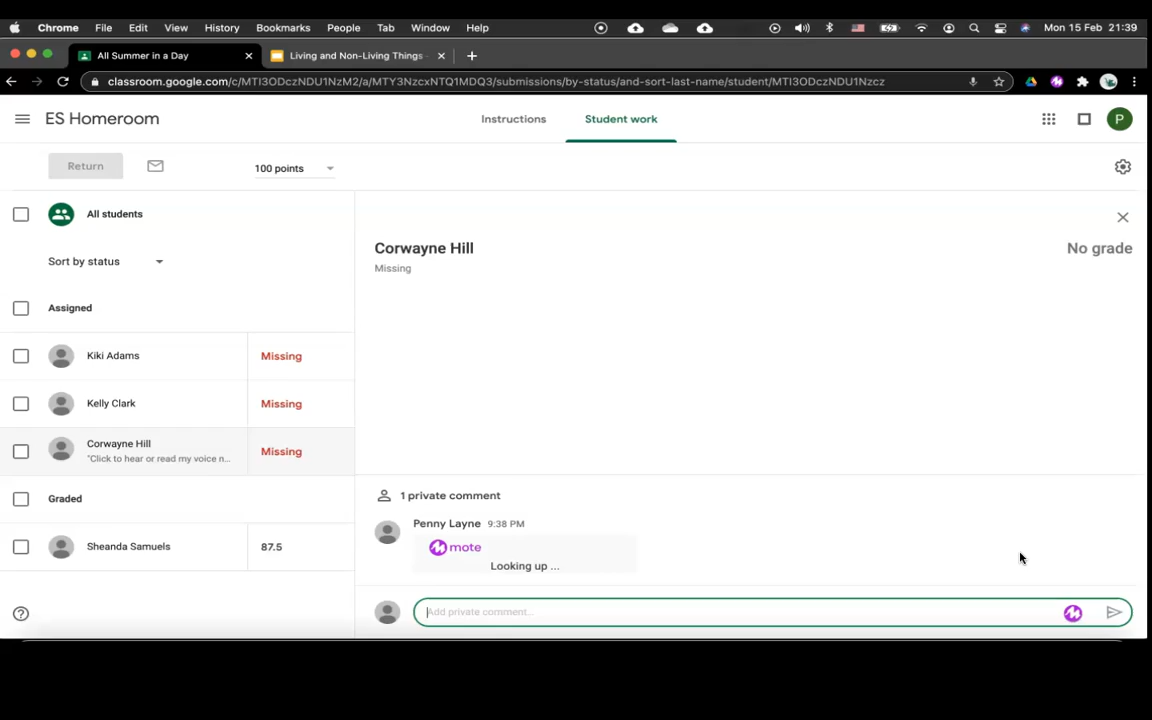 Chrome File Edit View History Bookmarks People Tab Window Help Mon 15 Feb 21:39
All Summer in a Day Living and Non-Living Things -
classroom.google.com/c/MTI3ODczNDU1NzM2/a/MTY3NzcxNTQ1MDQ3/submissions/by-status/and-sort-last-name/student/MTI3ODczNDU1Nzcz
ES Homeroom Instructions Student work P
Return 100 points
All students
Sort by status
Corwayne Hill No grade
Missing
Assigned
Kiki Adams Missing
Kelly Clark Missing
Corwayne Hill Missing
"Click to hear or read my voice n...
Graded
Sheanda Samuels 87.5
1 private comment
Penny Layne 9:38 PM
mote
Looking up ...
Add private comment...